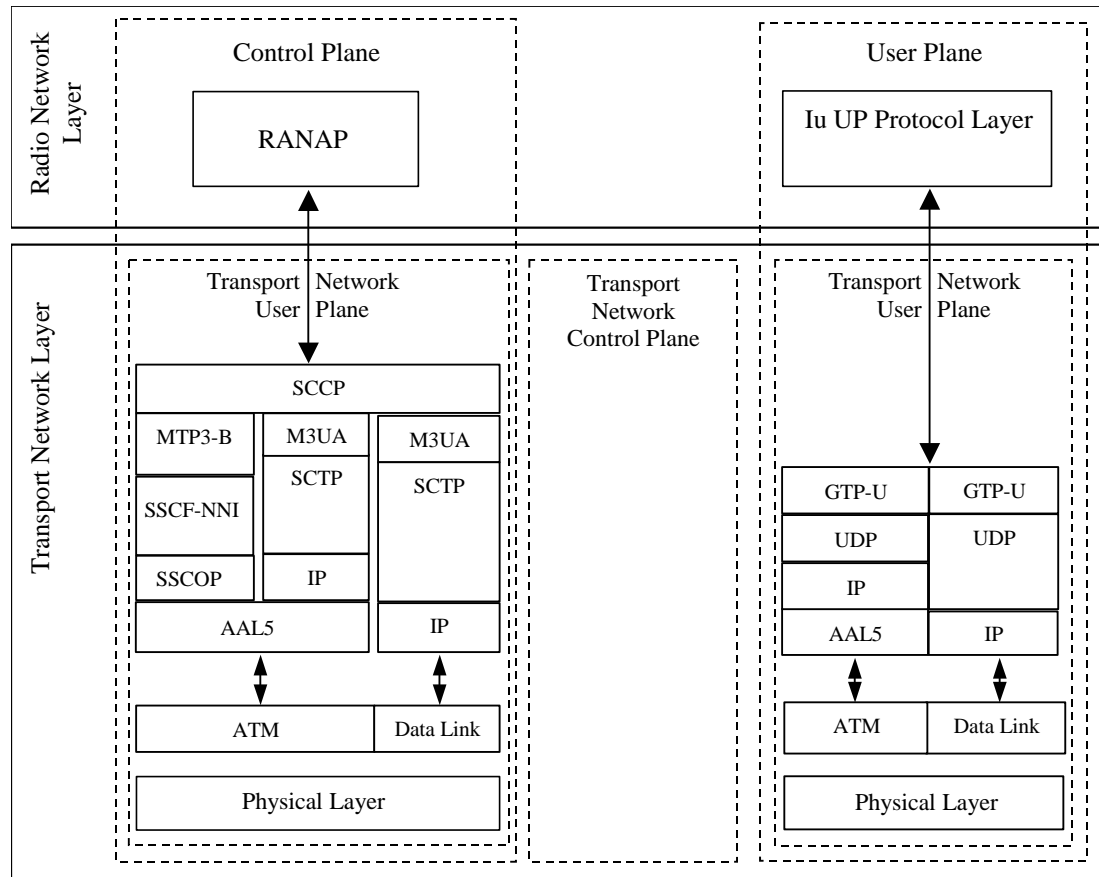 Radio Network
Layer
Control Plane
User Plane
RANAP
Iu UP Protocol Layer
Transport Network Layer
Transport Network
User Plane
Transport
Network
Control Plane
Transport Network
User Plane
SCCP
MTP3-B
M3UA
M3UA
SCTP
SCTP
SSCF-NNI
SSCOP
IP
AAL5
IP
ATM
Data Link
Physical Layer
GTP-U
GTP-U
UDP
UDP
IP
AAL5
IP
ATM
Data Link
Physical Layer